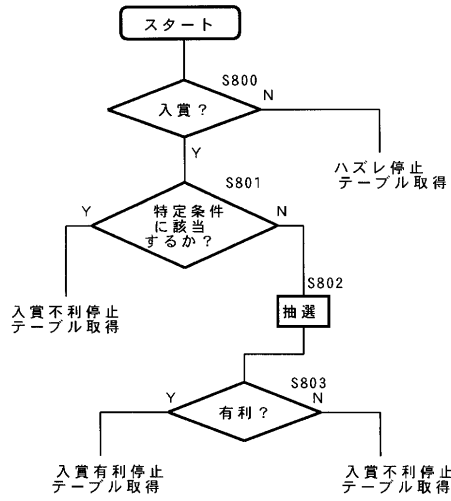 スタート
S800
入賞？
N
Y
ハズレ停止
テーブル取得
S801
Y
特定条件
に該当
するか？
N
入賞不利停止
テーブル取得
S802
抽選
S803
Y
有利？
N
入賞有利停止
テーブル取得
入賞不利停止
テーブル取得